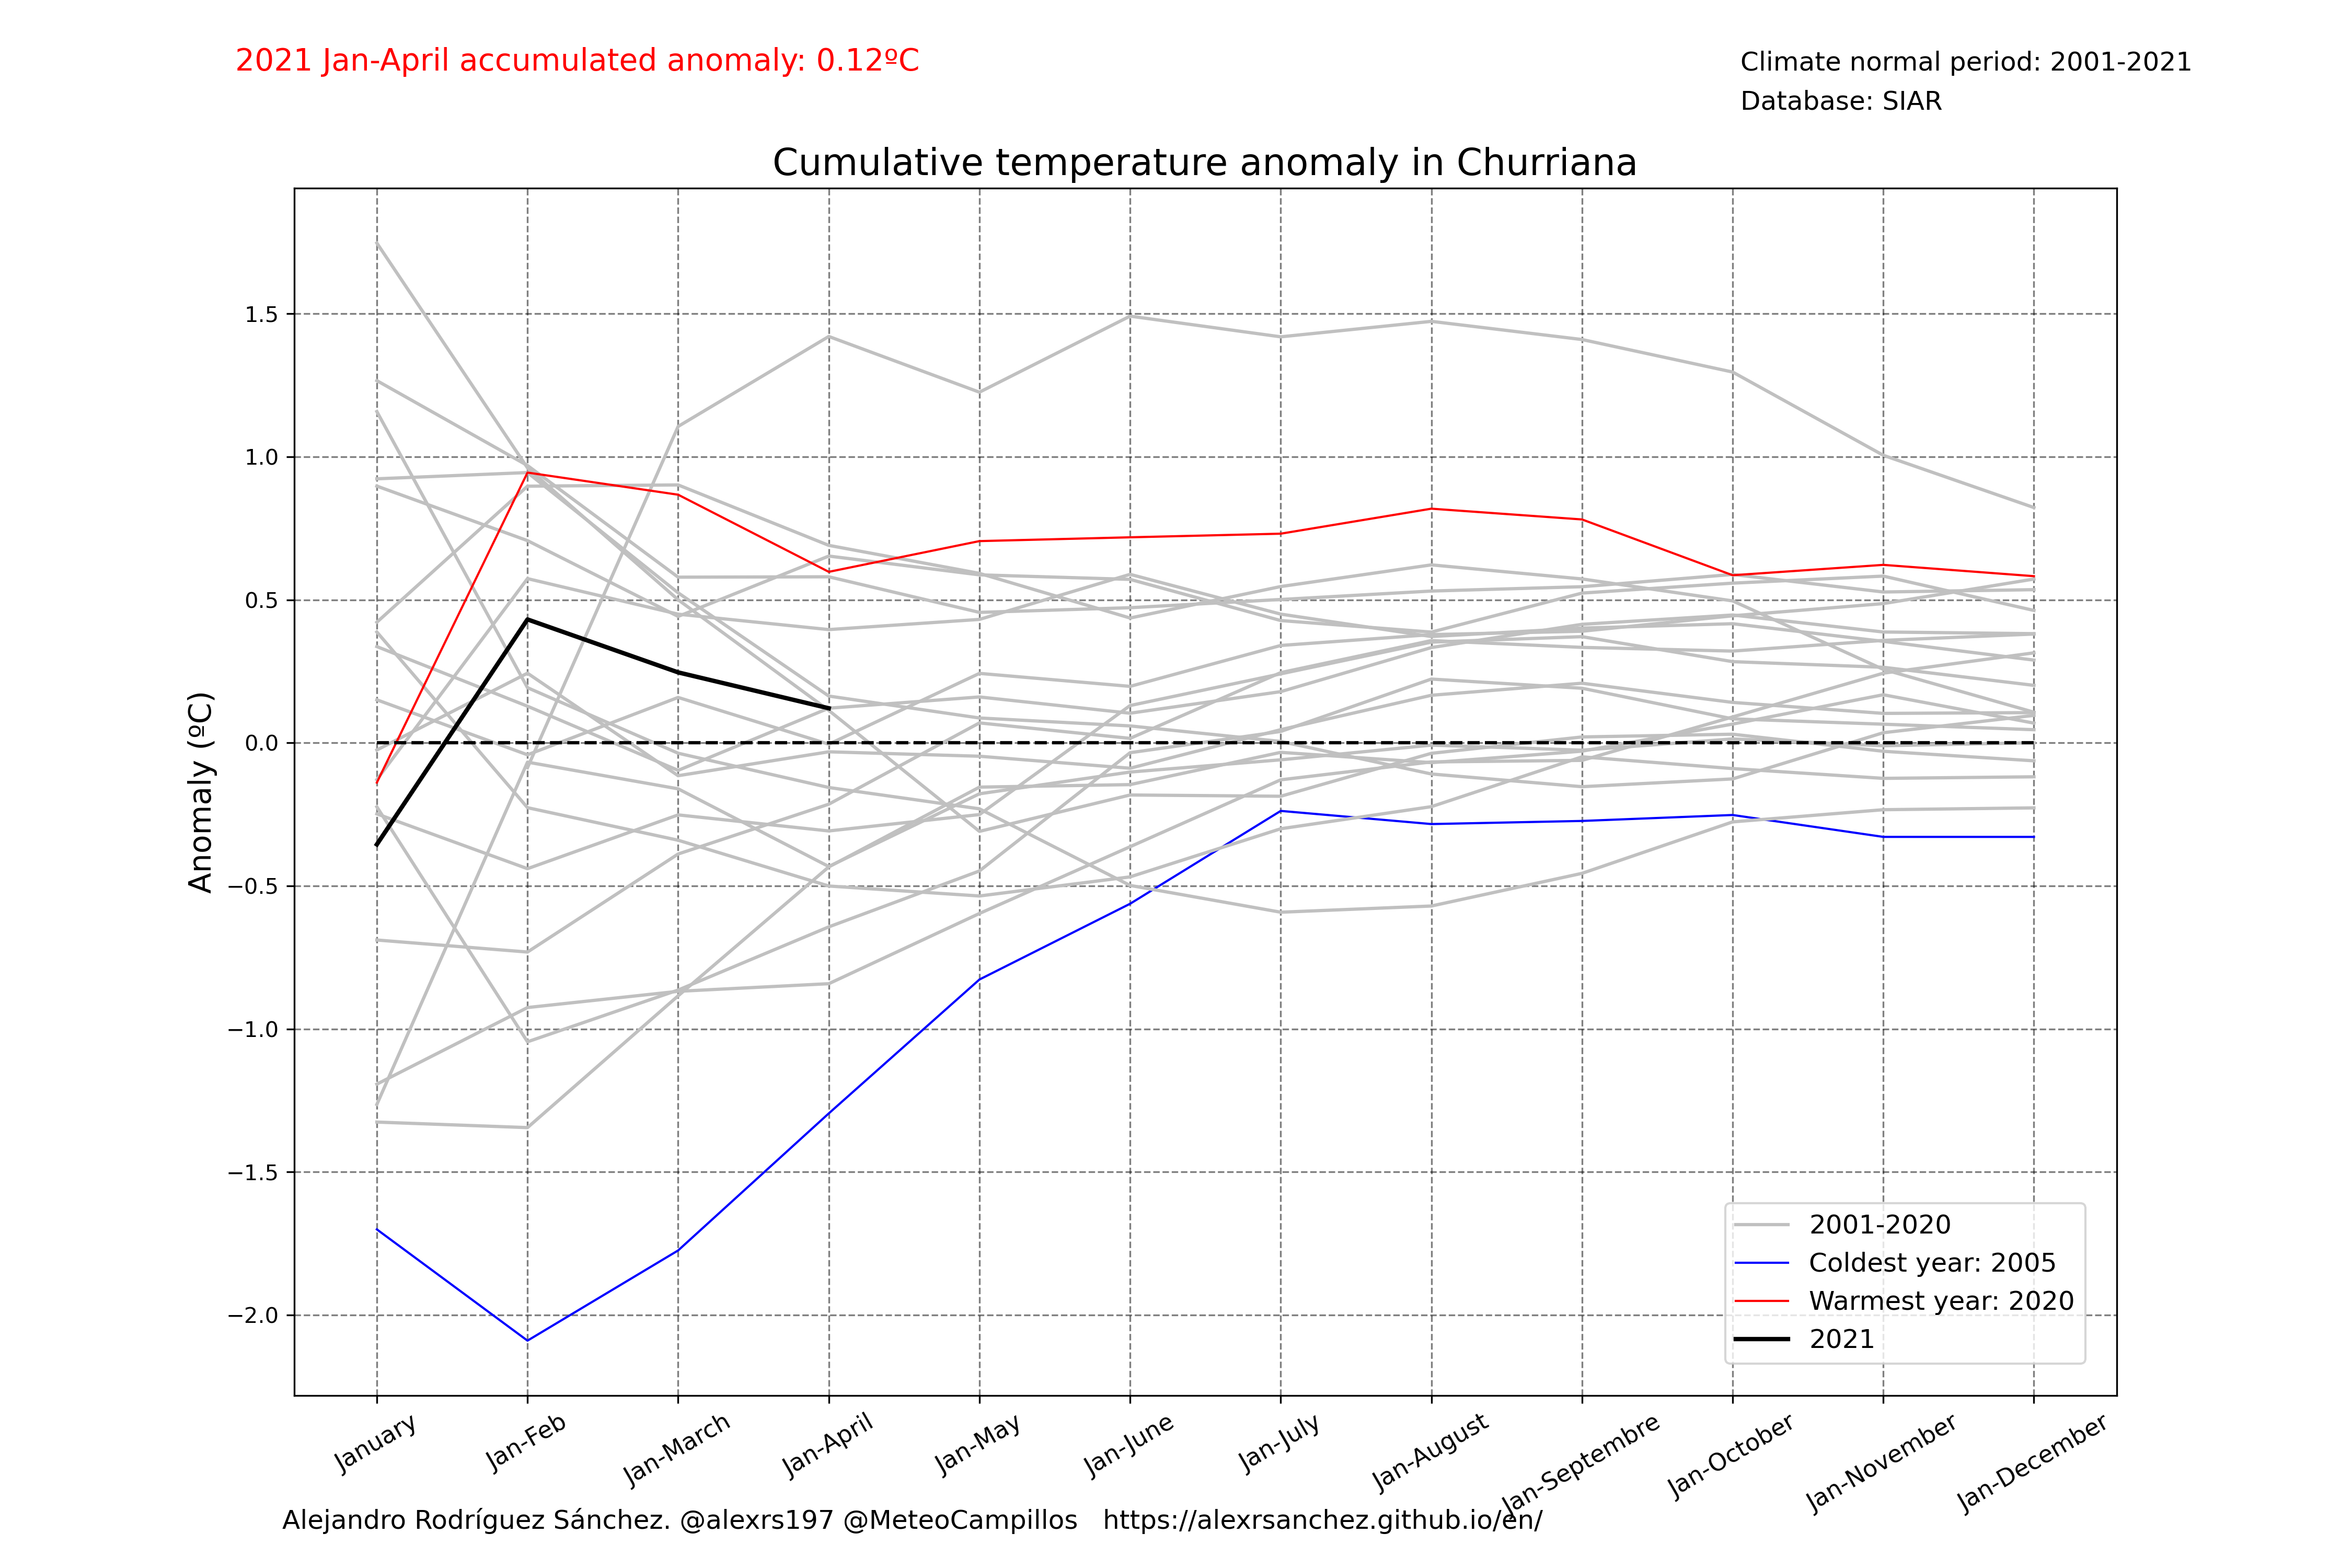 2021 Jan-April accumulated anomaly: 0.12ºC
Climate normal period: 2001-2021
Database: SIAR
Cumulative temperature anomaly in Churriana
Anomaly (ºC)
1.5
1.0
0.5
0.0
−0.5
−1.0
−1.5
−2.0
2001-2020
Coldest year: 2005
Warmest year: 2020
2021
January
Jan-Feb
Jan-March
Jan-April
Jan-May
Jan-June
Jan-July
Jan-August
Jan-Septembre
Jan-October
Jan-November
Jan-December
Alejandro Rodríguez Sánchez. @alexrs197 @MeteoCampillos https://alexrsanchez.github.io/en/